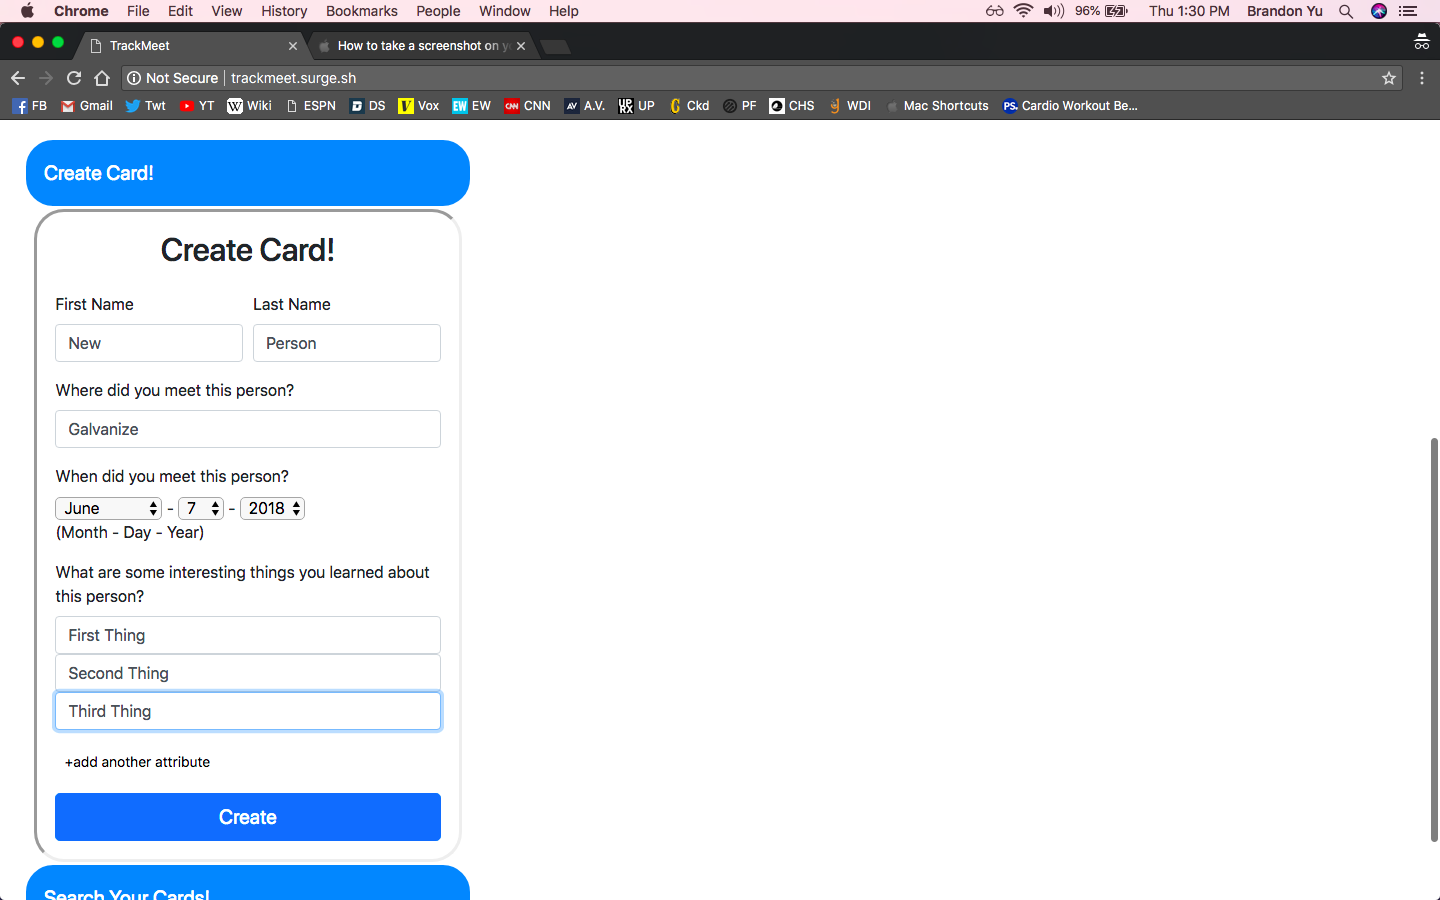 Chrome File Edit View History Bookmarks People Window Help 96% Thu 1:30 PM Brandon Yu
TrackMeet How to take a screenshot on
Not Secure trackmeet.surge.sh
FB Gmail Twt YT Wiki ESPN DS Vox EW CNN A.V. UP Ckd PF CHS WDI Mac Shortcuts Cardio Workout Be...
Create Card!
Create Card!
First Name Last Name
New Person
Where did you meet this person?
Galvanize
When did you meet this person?
June - 7 - 2018
(Month - Day - Year)
What are some interesting things you learned about
this person?
First Thing
Second Thing
Third Thing
+add another attribute
Create
Search Your Cards!